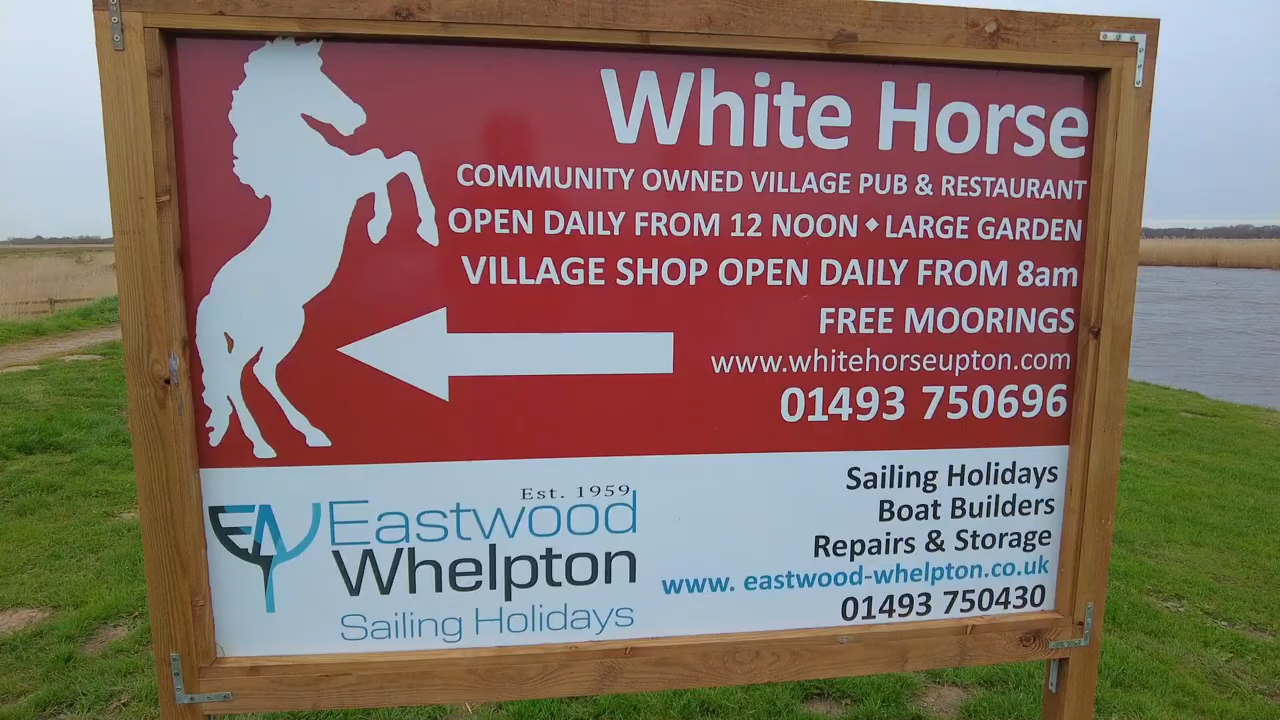 White Horse
COMMUNITY OWNED VILLAGE PUB & RESTAURANT
OPEN DAILY FROM 12 NOON ◆ LARGE GARDEN
VILLAGE SHOP OPEN DAILY FROM 8am
FREE MOORINGS
www.whitehorseupton.com
01493 750696
Est. 1959
EW Eastwood
Whelpton
Sailing Holidays
Sailing Holidays
Boat Builders
Repairs & Storage
www. eastwood-whelpton.co.uk
01493 750430